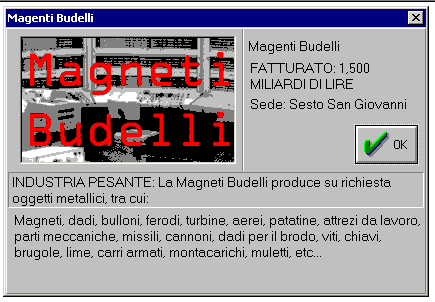 Magenti Budelli
Magneti
Budelli
Magenti Budelli
FATTURATO: 1,500
MILIARDI DI LIRE
Sede: Sesto San Giovanni
OK
INDUSTRIA PESANTE: La Magneti Budelli produce su richiesta
oggetti metallici, tra cui:
Magneti, dadi, bulloni, ferodi, turbine, aerei, patatine, attrezi da lavoro,
parti meccaniche, missili, cannoni, dadi per il brodo, viti, chiavi,
brugole, lime, carri armati, montacarichi, muletti, etc...